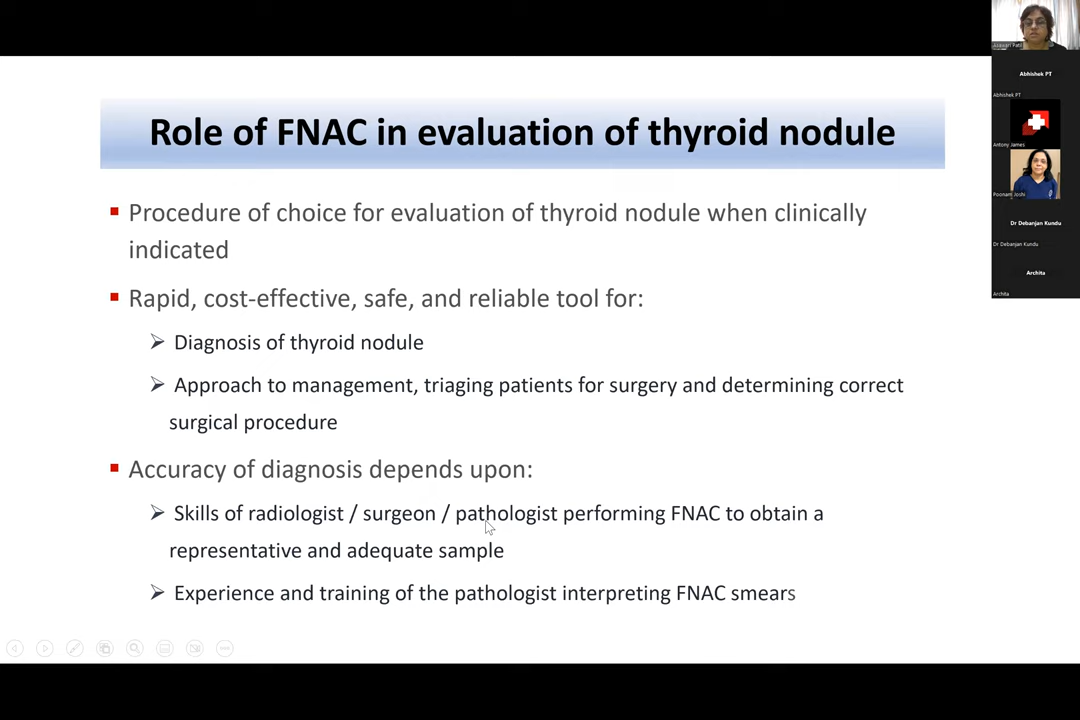 Role of FNAC in evaluation of thyroid nodule
Procedure of choice for evaluation of thyroid nodule when clinically
indicated
Rapid, cost-effective, safe, and reliable tool for:
Diagnosis of thyroid nodule
Approach to management, triaging patients for surgery and determining correct
surgical procedure
Accuracy of diagnosis depends upon:
Skills of radiologist / surgeon / pathologist performing FNAC to obtain a
representative and adequate sample
Experience and training of the pathologist interpreting FNAC smears
Patil
Abhishek PT
Abhishek PT
Antony James
Poonam Joshi
Dr Debanjan Kundu
Dr Debanjan Kundu
Archita
Archita